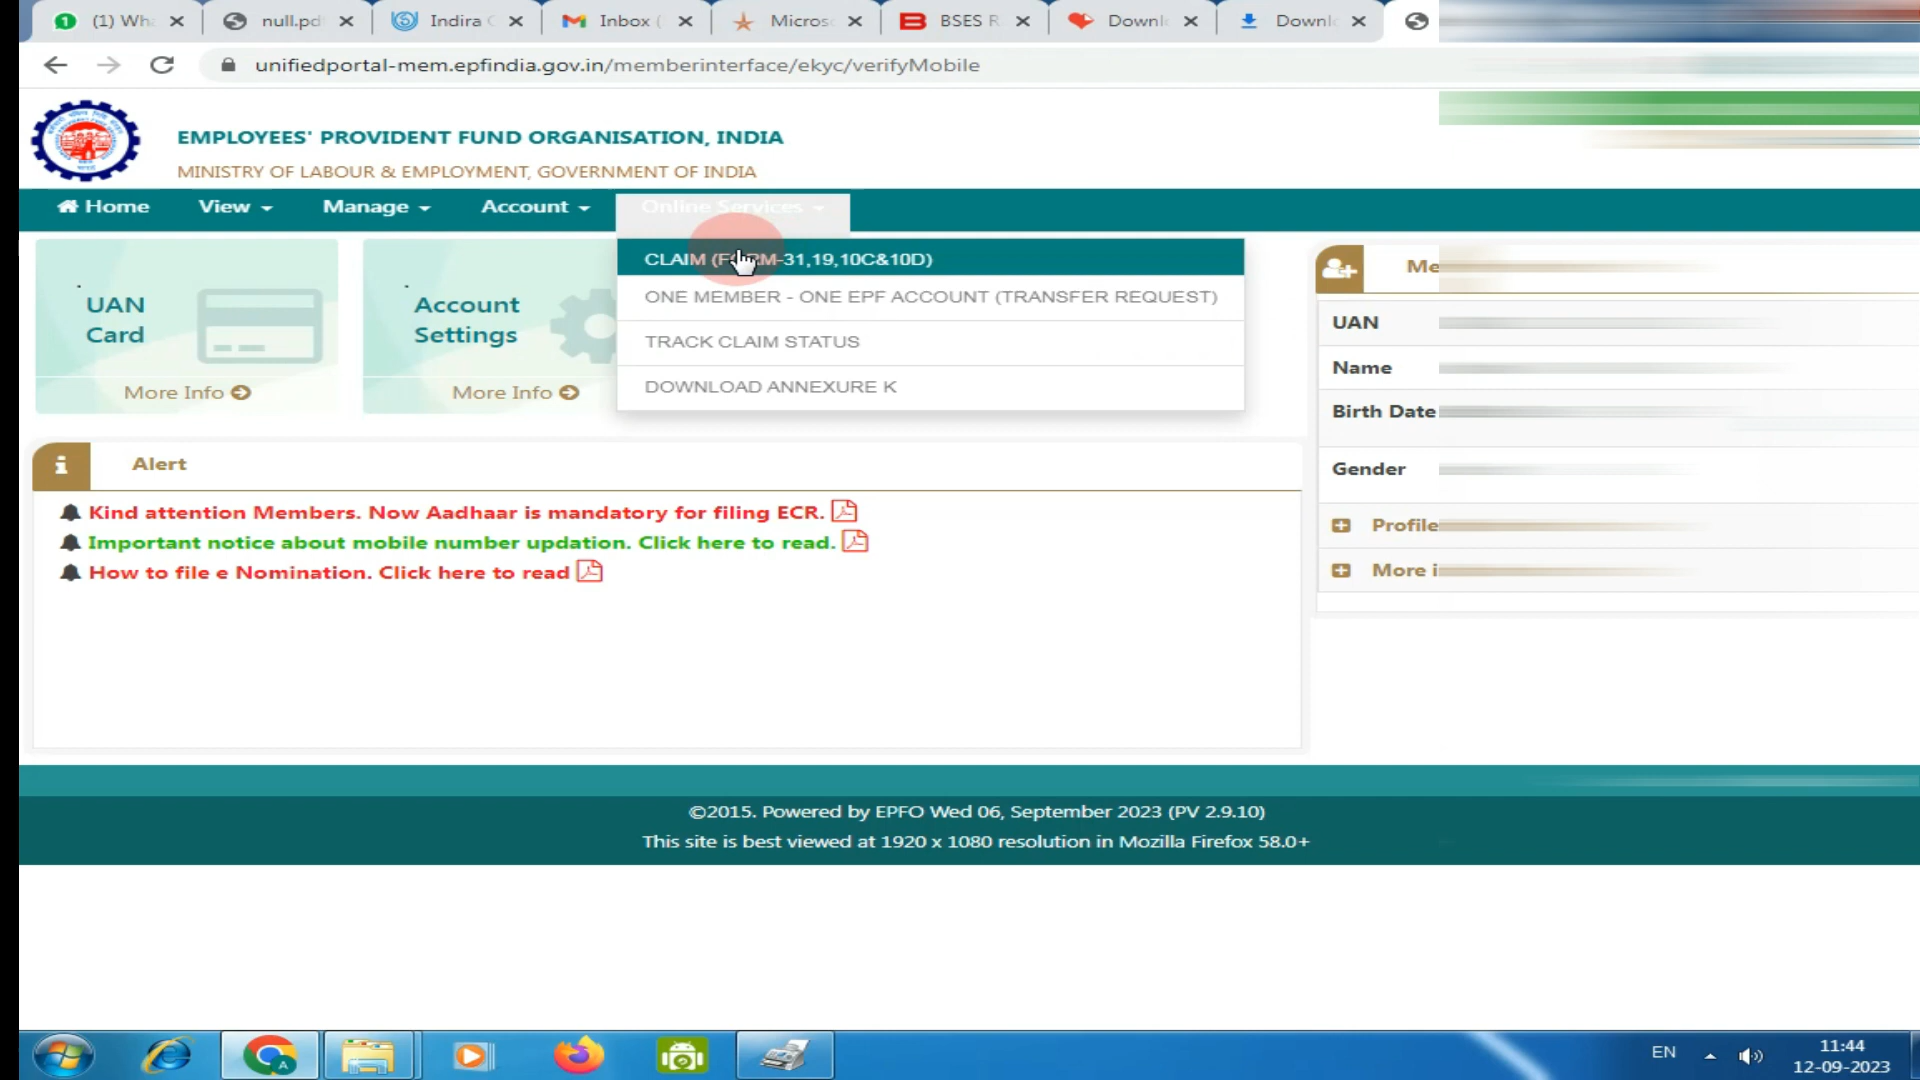 (1) Wh
null.pd
Indira
Inbox (
Micros
BSES R
Downl
Downl
unifiedportal-mem.epfindia.gov.in/memberinterface/ekyc/verifyMobile
EMPLOYEES' PROVIDENT FUND ORGANISATION, INDIA
MINISTRY OF LABOUR & EMPLOYMENT, GOVERNMENT OF INDIA
Home View Manage Account Online Services
CLAIM (FORM-31,19,10C&10D)
ONE MEMBER - ONE EPF ACCOUNT (TRANSFER REQUEST)
TRACK CLAIM STATUS
DOWNLOAD ANNEXURE K
UAN
Card
More Info
Account
Settings
More Info
Me
UAN
Name
Birth Date
Gender
Profile
More i
Alert
Kind attention Members. Now Aadhaar is mandatory for filing ECR.
Important notice about mobile number updation. Click here to read.
How to file e Nomination. Click here to read
©2015. Powered by EPFO Wed 06, September 2023 (PV 2.9.10)
This site is best viewed at 1920 x 1080 resolution in Mozilla Firefox 58.0+
EN
11:44
12-09-2023